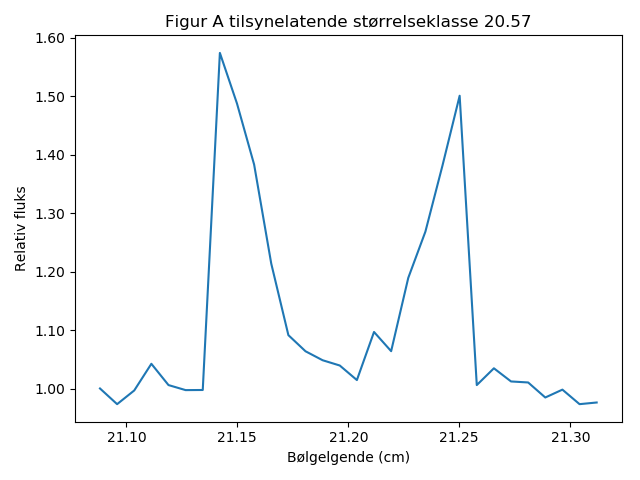 Figur A tilsynelatende størrelseklasse 20.57
1.60
1.50
1.40
1.30
1.20
1.10
1.00
Relativ fluks
21.10 21.15 21.20 21.25 21.30
Bølgelgende (cm)